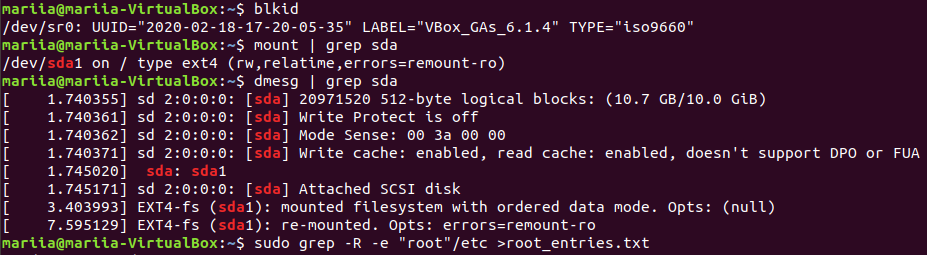 mariia@mariia-VirtualBox:~$ blkid
/dev/sr0: UUID="2020-02-18-17-20-05-35" LABEL="VBox_GAs_6.1.4" TYPE="iso9660"
mariia@mariia-VirtualBox:~$ mount | grep sda
/dev/sda1 on / type ext4 (rw,relatime,errors=remount-ro)
mariia@mariia-VirtualBox:~$ dmesg | grep sda
[    1.740355] sd 2:0:0:0: [sda] 20971520 512-byte logical blocks: (10.7 GB/10.0 GiB)
[    1.740361] sd 2:0:0:0: [sda] Write Protect is off
[    1.740362] sd 2:0:0:0: [sda] Mode Sense: 00 3a 00 00
[    1.740371] sd 2:0:0:0: [sda] Write cache: enabled, read cache: enabled, doesn't support DPO or FUA
[    1.745020]  sda: sda1
[    1.745171] sd 2:0:0:0: [sda] Attached SCSI disk
[    3.403993] EXT4-fs (sda1): mounted filesystem with ordered data mode. Opts: (null)
[    7.595129] EXT4-fs (sda1): re-mounted. Opts: errors=remount-ro
mariia@mariia-VirtualBox:~$ sudo grep -R -e "root"/etc >root_entries.txt